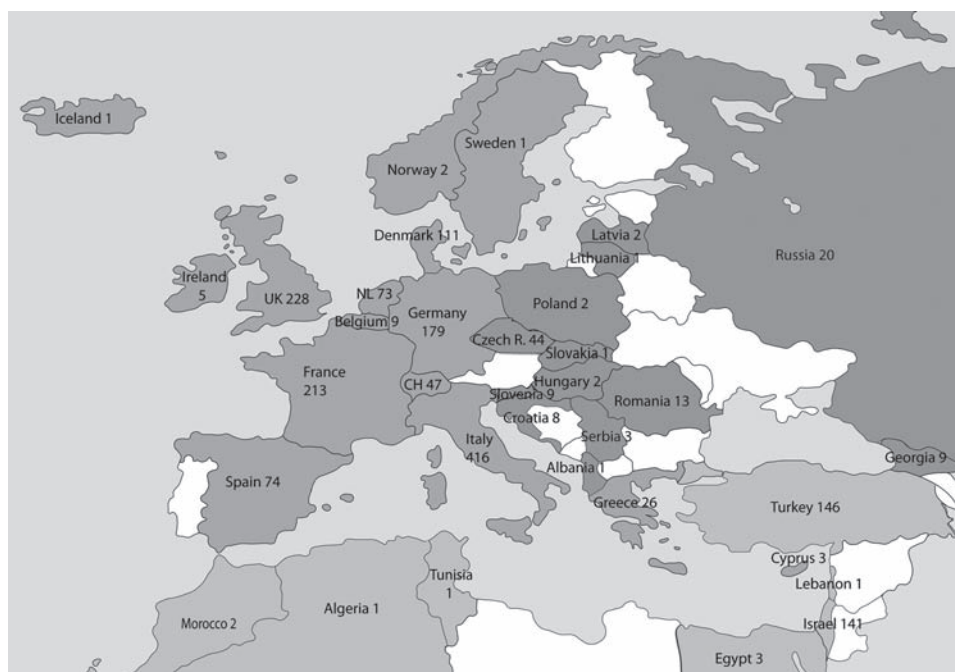 Iceland 1
Sweden 1
Norway 2
Denmark 111
Latvia 2
Lithuania 1
Russia 20
Ireland
5
UK 228
NL 73
Belgium 9
Germany
179
Poland 2
Czech R. 44
Slovakia 1
France
213
CH 47
Hungary 2
Slovenia 9
Romania 13
Croatia 8
Italy
416
Serbia 3
Albania 1
Georgia 9
Spain 74
Greece 26
Turkey 146
Cyprus 3
Tunisia
1
Lebanon 1
Algeria 1
Morocco 2
Israel 141
Egypt 3